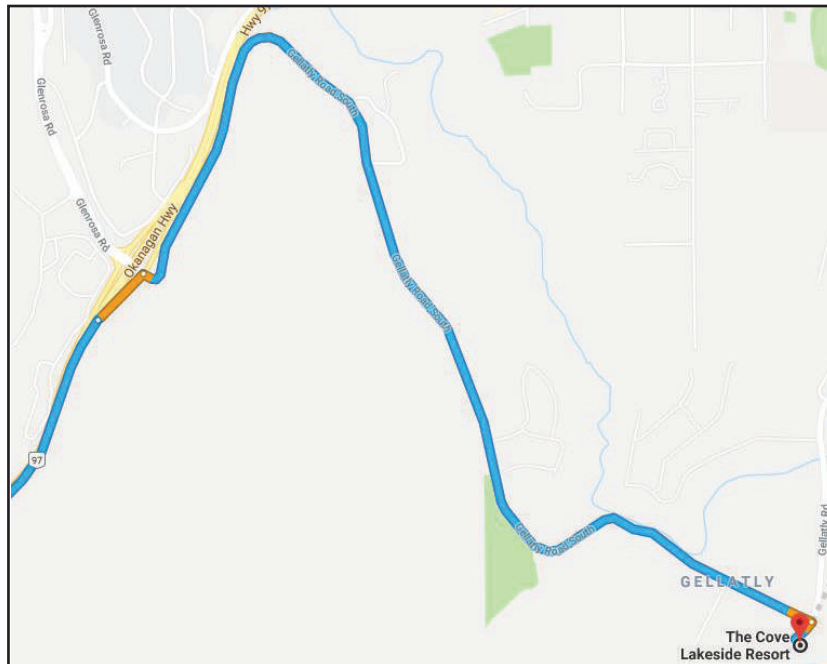 Hwy 97
Glenrosa Rd
Glenrosa Rd
Gellatly Road South
Okanagan Hwy
Glenrosa Rd
Gellatly Road South
97
Gellatly Road South
Gellatly Rd
GELLATLY
The Cove
Lakeside Resort